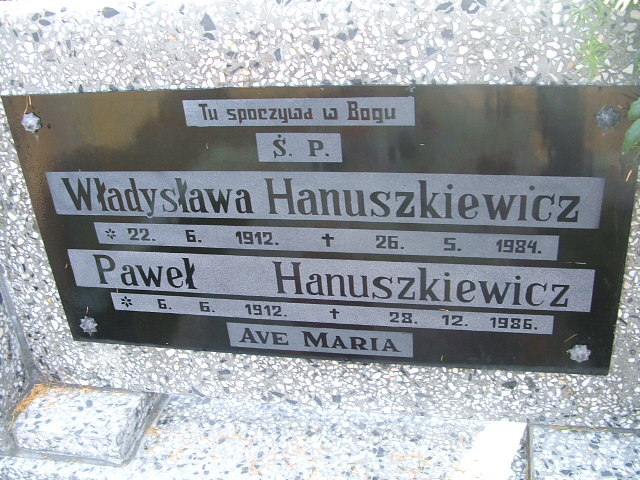 Tu spoczywa w Bogu
Ś. P.
Władysława Hanuszkiewicz
* 22. 6. 1912. † 26. 5. 1984.
Paweł Hanuszkiewicz
* 6. 6. 1912. † 28. 12. 1986.
AVE MARIA